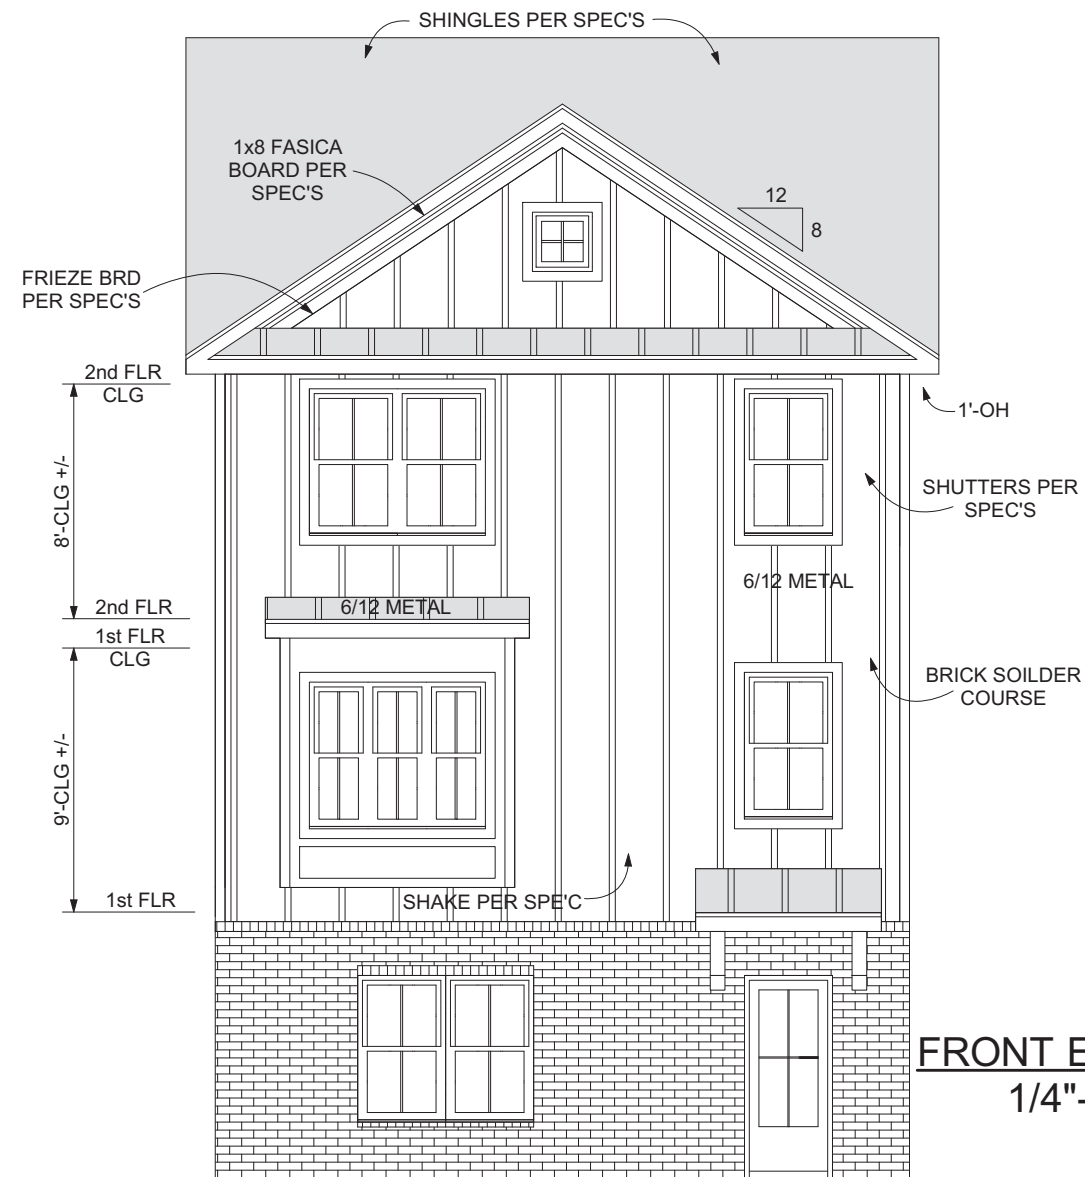 SHINGLES PER SPEC'S
1x8 FASICA
BOARD PER
SPEC'S
12
8
FRIEZE BRD
PER SPEC'S
2nd FLR
CLG
1'-OH
8'-CLG +/-
SHUTTERS PER
SPEC'S
6/12 METAL
2nd FLR
6/12 METAL
1st FLR
CLG
BRICK SOILDER
COURSE
9'-CLG +/-
1st FLR
SHAKE PER SPE'C
FRONT E
1/4"-